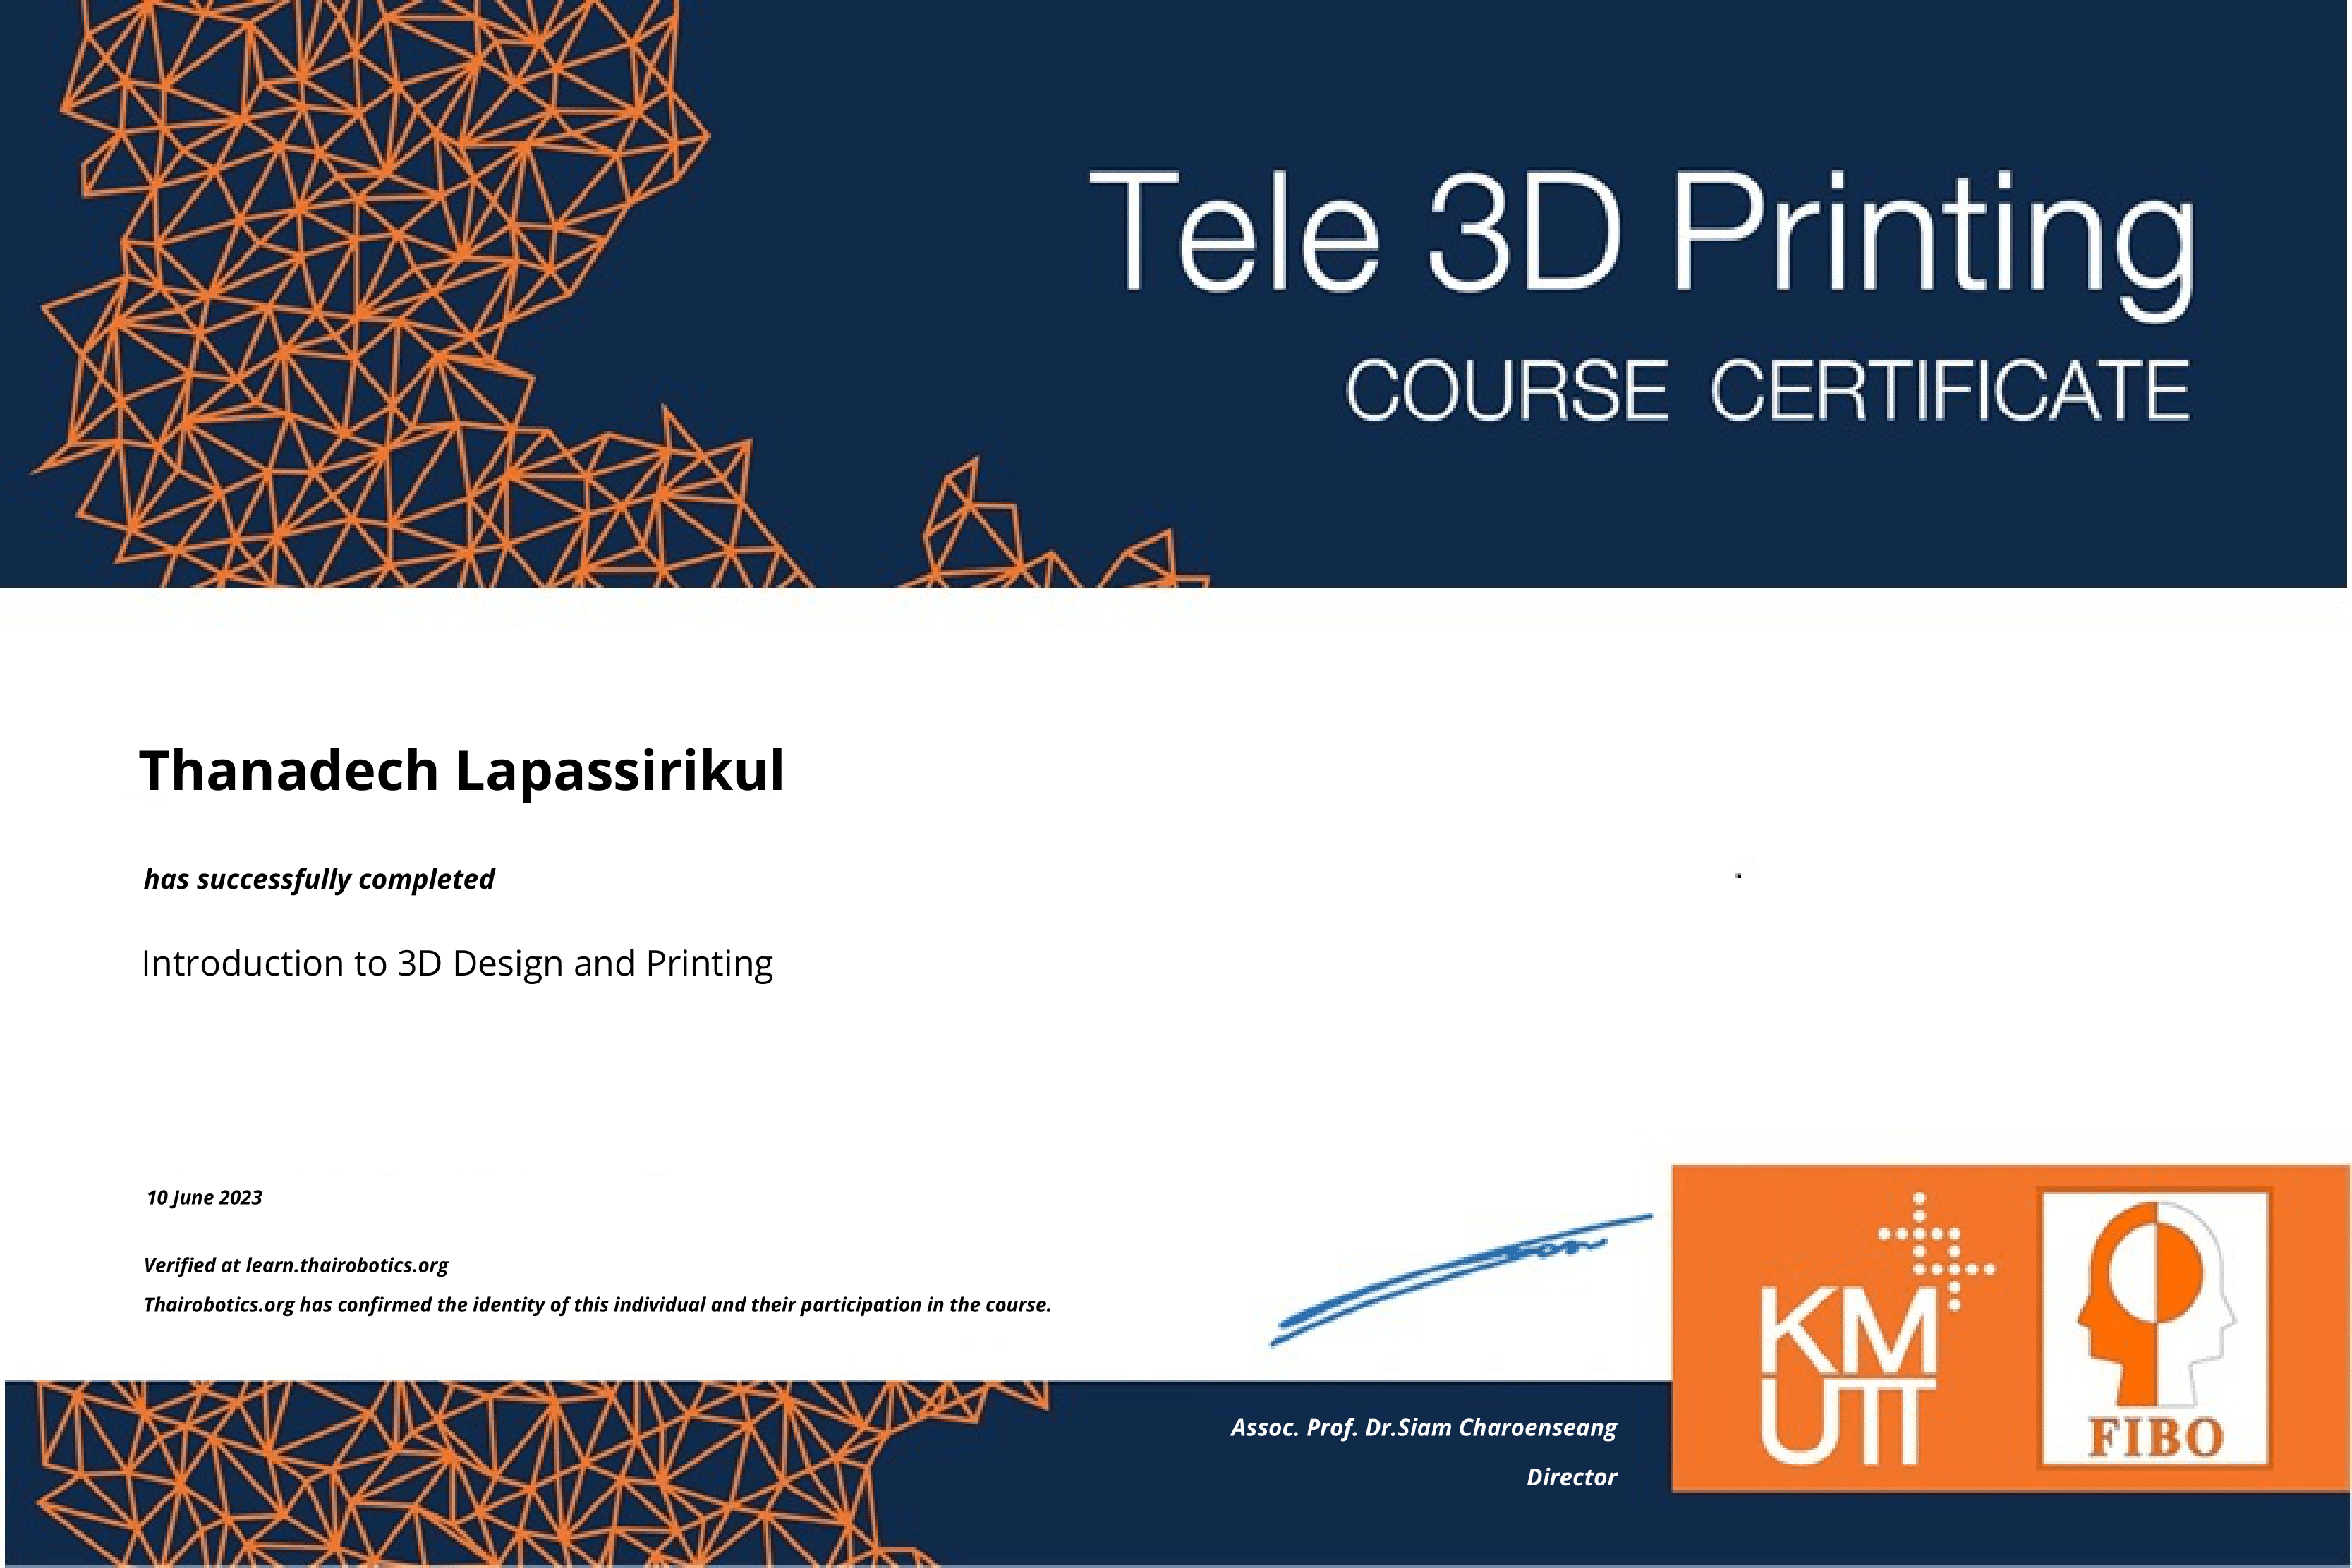 Tele 3D Printing
COURSE CERTIFICATE
Thanadech Lapassirikul
has successfully completed
Introduction to 3D Design and Printing
10 June 2023
Verified at learn.thairobotics.org
Thairobotics.org has confirmed the identity of this individual and their participation in the course.
Assoc. Prof. Dr.Siam Charoenseang
Director
KM
UTT
FIBO